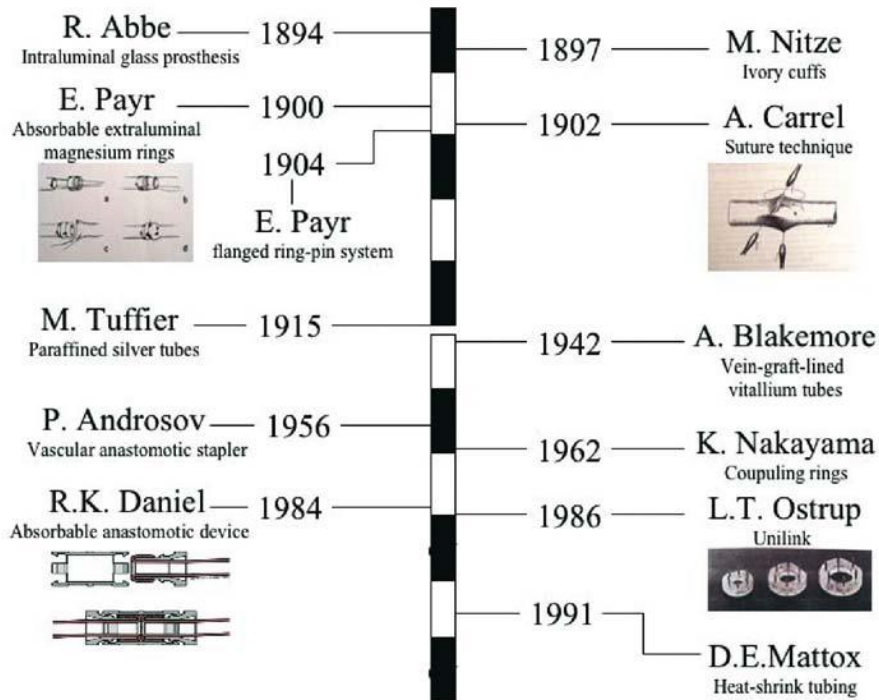 R. Abbe
1894
Intraluminal glass prosthesis
1897
M. Nitze
Ivory cuffs
E. Payr
1900
Absorbable extraluminal
magnesium rings
a
b
c
d
1902
A. Carrel
Suture technique
1904
E. Payr
flanged ring-pin system
M. Tuffier
1915
Paraffined silver tubes
1942
A. Blakemore
Vein-graft-lined
vitallium tubes
P. Androsov
1956
Vascular anastomotic stapler
1962
K. Nakayama
Coupuling rings
R.K. Daniel
1984
Absorbable anastomotic device
1986
L.T. Ostrup
Unilink
1991
D.E.Mattox
Heat-shrink tubing